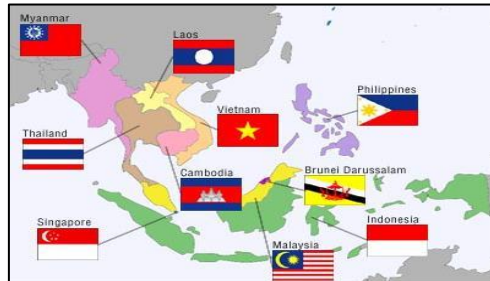 Myanmar
Laos
Philippines
Vietnam
Thailand
Cambodia
Brunei Darussalam
Singapore
Indonesia
Malaysia